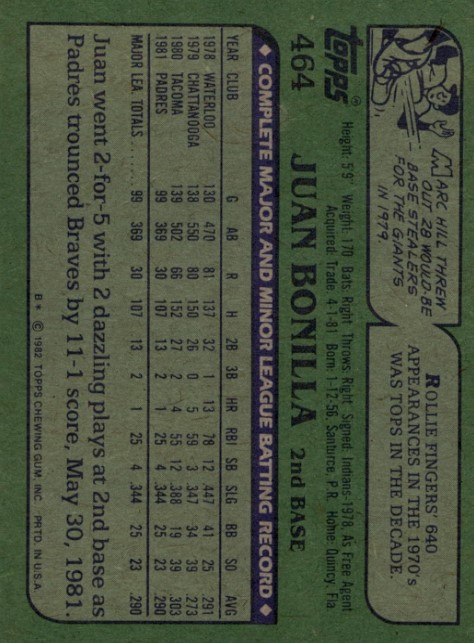 MARC HILL THREW
OUT 28 WOULD-BE
BASE STEALERS
FOR THE GIANTS
IN 1979.
ROLLIE FINGERS' 640
APPEARANCES IN THE 1970's
WAS TOPS IN THE DECADE.
TOPPS®
464 JUAN BONILLA 2nd BASE
Height: 5'9" Weight: 170 Bats: Right Throws: Right Signed: Indians-1978, As Free Agent
Acquired: Trade 4-1-81 Born: 1-12-56, Santurce, P.R. Home: Quincy, Fla.
◆ COMPLETE MAJOR AND MINOR LEAGUE BATTING RECORD ◆
YEAR CLUB G AB R H 2B 3B HR RBI SB SLG BB SO AVG
1978 WATERLOO 130 470 81 137 32 1 13 78 12 .447 41 25 .291
1979 CHATTANOOGA 138 550 80 150 26 0 5 59 3 .347 34 39 .273
1980 TACOMA 139 502 66 152 27 2 4 55 12 .388 19 39 .303
1981 PADRES 99 369 30 107 13 2 1 25 4 .344 25 23 .290
MAJOR LEA. TOTALS 99 369 30 107 13 2 1 25 4 .344 25 23 .290
Juan went 2-for-5 with 2 dazzling plays at 2nd base as
Padres trounced Braves by 11-1 score, May 30, 1981.
B* © 1982 TOPPS CHEWING GUM, INC. PRTD. IN U.S.A.